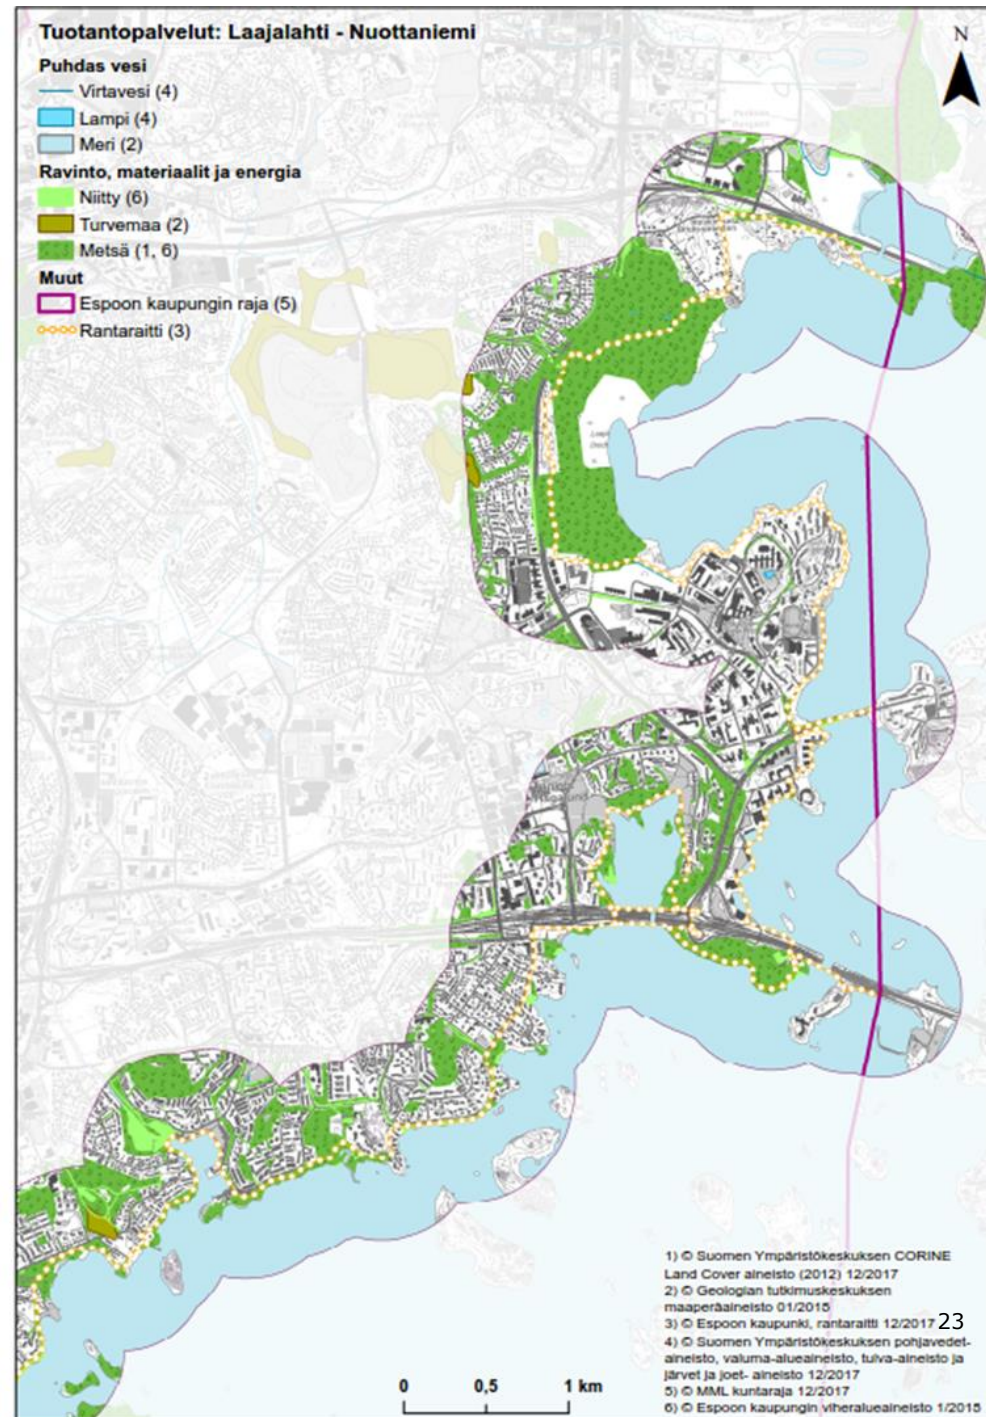 Tuotantopalvelut: Laajalahti - Nuottaniemi
N
Puhdas vesi
Virtavesi (4)
Lampi (4)
Meri (2)
Ravinto, materiaalit ja energia
Niitty (6)
Turvemaa (2)
Metsä (1, 6)
Muut
Espoon kaupungin raja (5)
Rantaraitti (3)
1) © Suomen Ympäristökeskuksen CORINE
Land Cover aineisto (2012) 12/2017
2) © Geologian tutkimuskeskuksen
maaperäaineisto 01/2015
3) © Espoon kaupunki, rantaraitti 12/2017
23
4) © Suomen Ympäristökeskuksen pohjavedet-
aineisto, valuma-alueaineisto, tulva-aineisto ja
järvet ja joet- aineisto 12/2017
5) © MML kuntaraja 12/2017
6) © Espoon kaupungin viheralueaineisto 1/2015
0 0,5 1 km